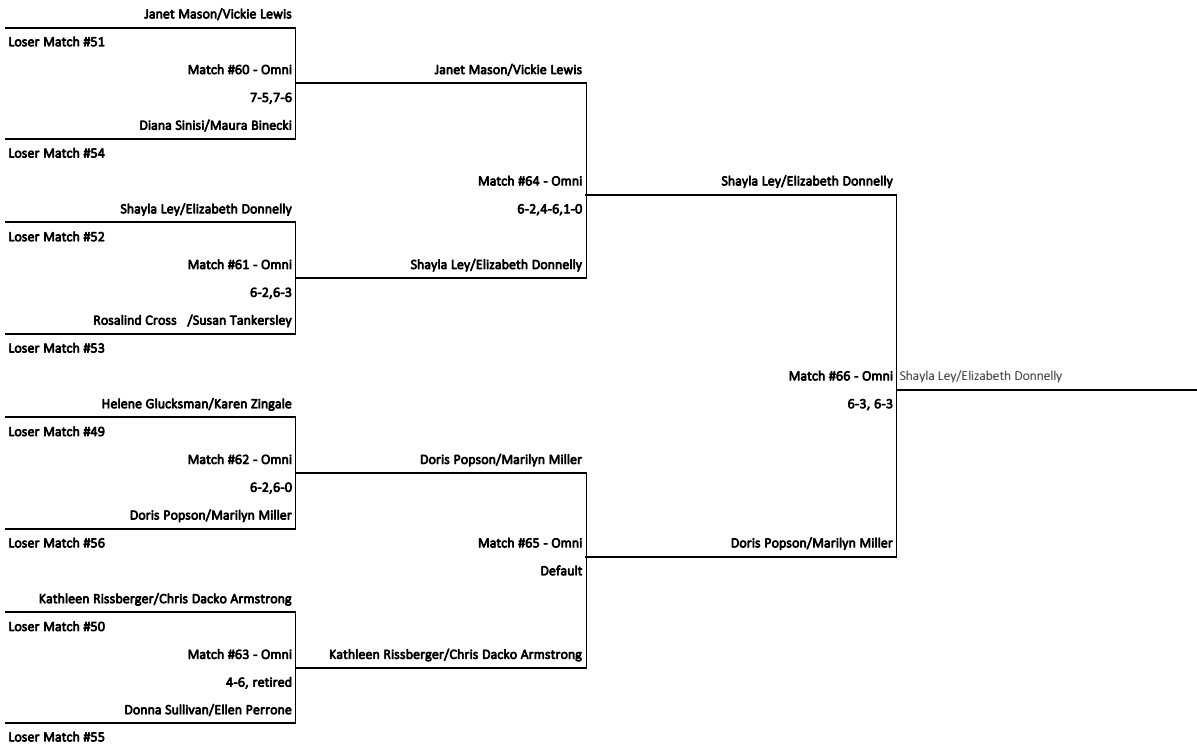 Janet Mason/Vickie Lewis
Loser Match #51
Match #60 - Omni
Janet Mason/Vickie Lewis
7-5,7-6
Diana Sinisi/Maura Binecki
Loser Match #54
Match #64 - Omni
Shayla Ley/Elizabeth Donnelly
Shayla Ley/Elizabeth Donnelly
6-2,4-6,1-0
Loser Match #52
Match #61 - Omni
Shayla Ley/Elizabeth Donnelly
6-2,6-3
Rosalind Cross /Susan Tankersley
Loser Match #53
Match #66 - Omni
Shayla Ley/Elizabeth Donnelly
Helene Glucksman/Karen Zingale
6-3, 6-3
Loser Match #49
Match #62 - Omni
Doris Popson/Marilyn Miller
6-2,6-0
Doris Popson/Marilyn Miller
Loser Match #56
Match #65 - Omni
Doris Popson/Marilyn Miller
Default
Kathleen Rissberger/Chris Dacko Armstrong
Loser Match #50
Match #63 - Omni
Kathleen Rissberger/Chris Dacko Armstrong
4-6, retired
Donna Sullivan/Ellen Perrone
Loser Match #55